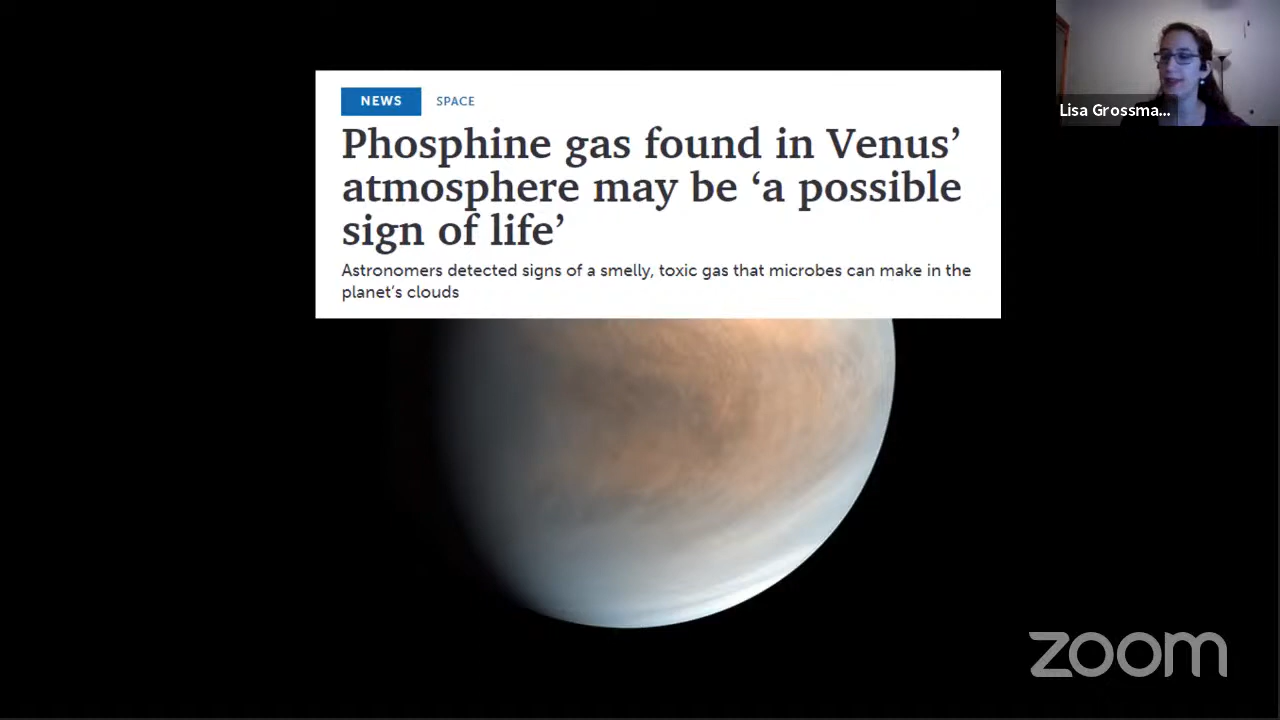 NEWS SPACE
Phosphine gas found in Venus’
atmosphere may be ‘a possible
sign of life’
Astronomers detected signs of a smelly, toxic gas that microbes can make in the
planet’s clouds
Lisa Grossma...
zoom